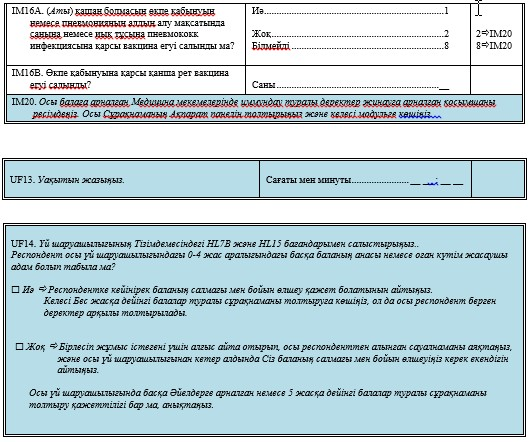 IM16A. (Аты) қашан болмасын өкпе қабынуын
немесе пневмонияның алдын алу мақсатында
санына немесе иық тұсына пневмококк
инфекциясына қарсы вакцина егуі салынды ма?
Иә.....1
Жоқ.....2
Білмейді.....8
2⇨IM20
8⇨IM20
IM16B. Өкпе қабынуына қарсы қанша рет вакцина
егуі салынды?
Саны.....__
IM20. Осы балаға арналған Медицина мекемелерінде иммундау туралы деректер жинауға арналған қосымшаны
ресімдеңіз. Осы Сұрақнаманың Ақпарат панелін толтырыңыз және келесі модульге көшіңіз.
UF13. Уақытын жазыңыз.
Сағаты мен минуты..... __ __ : __ __
UF14. Үй шаруашылығының Тізімдемесіндегі HL7B және HL15 бағандарымен салыстырыңыз..
Респондент осы үй шаруашылығындағы 0-4 жас аралығындағы басқа баланың анасы немесе оған күтім жасаушы
адам болып табыла ма?
☐ Иә ⇨ Респондентке кейінірек баланың салмағы мен бойын өлшеу қажет болатынын айтыңыз.
Келесі Бес жасқа дейінгі балалар туралы сұрақнаманы толтыруға көшіңіз, ол да осы респондент берген
деректер арқылы толтырылады.
☐ Жоқ ⇨ Бірлесіп жұмыс істегені үшін алғыс айта отырып, осы респонденттен алынған сауалнаманы аяқтаңыз,
және осы үй шаруашылығынан кетер алдында Сіз баланың салмағы мен бойын өлшеуіңіз керек екендігін
айтыңыз.
Осы үй шаруашылығында басқа Әйелдерге арналған немесе 5 жасқа дейінгі балалар туралы сұрақнаманы
толтыру қажеттілігі бар ма, анықтаңыз.